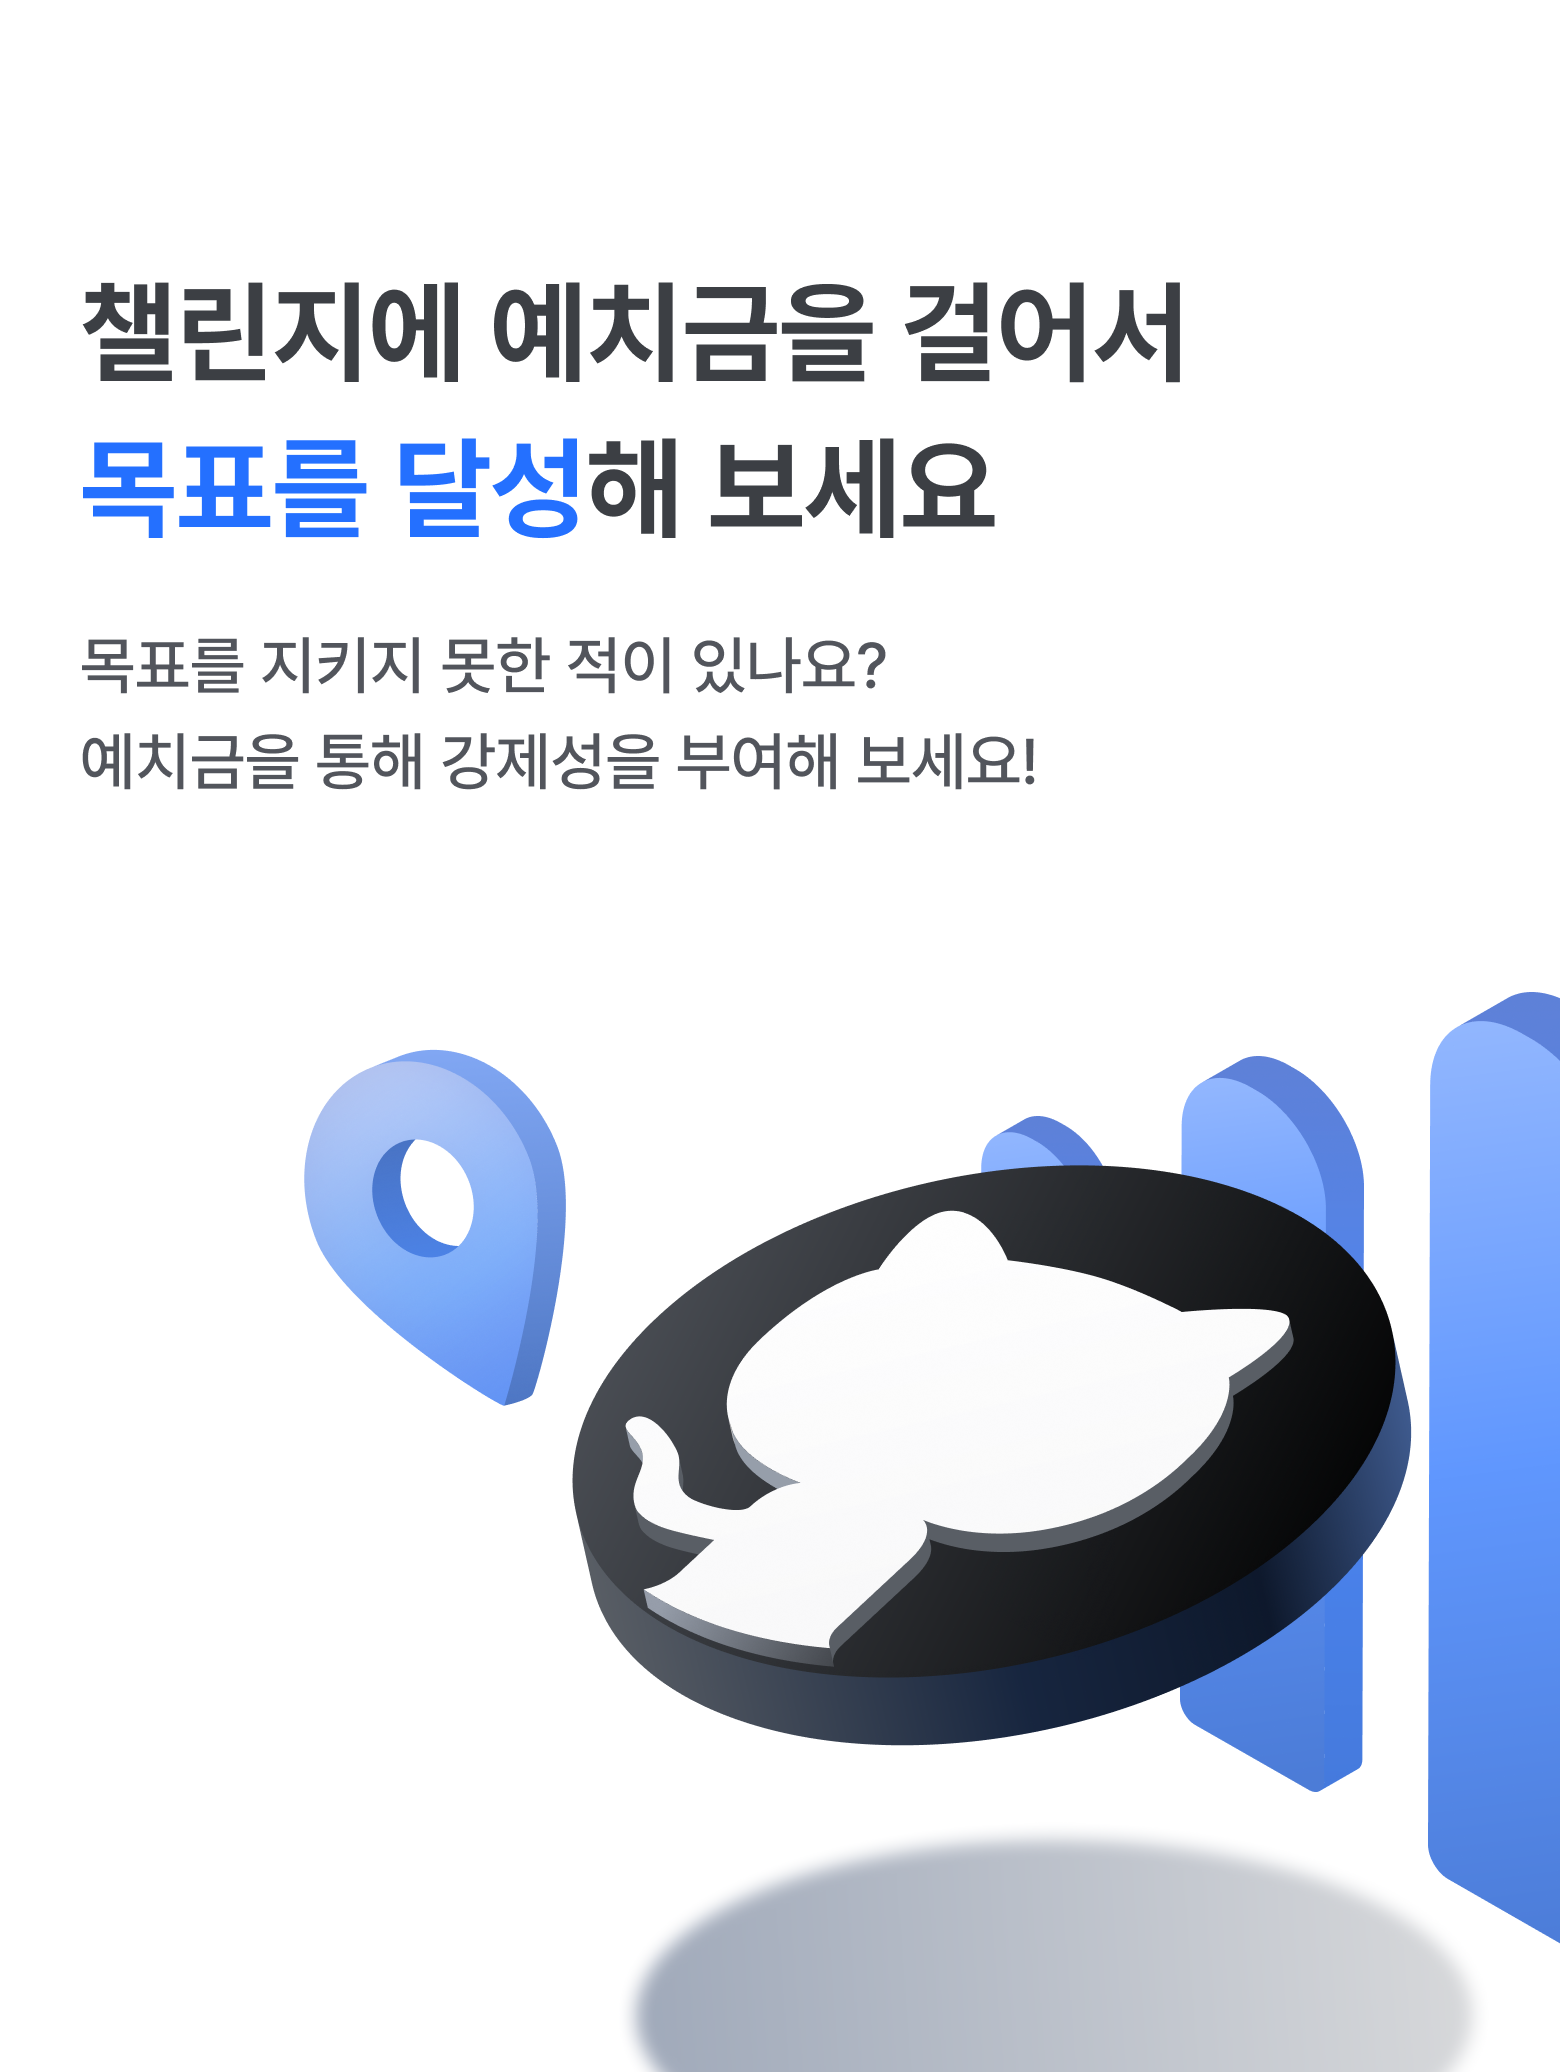 챌린지에 예치금을 걸어서
목표를 달성해 보세요
목표를 지키지 못한 적이 있나요?
예치금을 통해 강제성을 부여해 보세요!